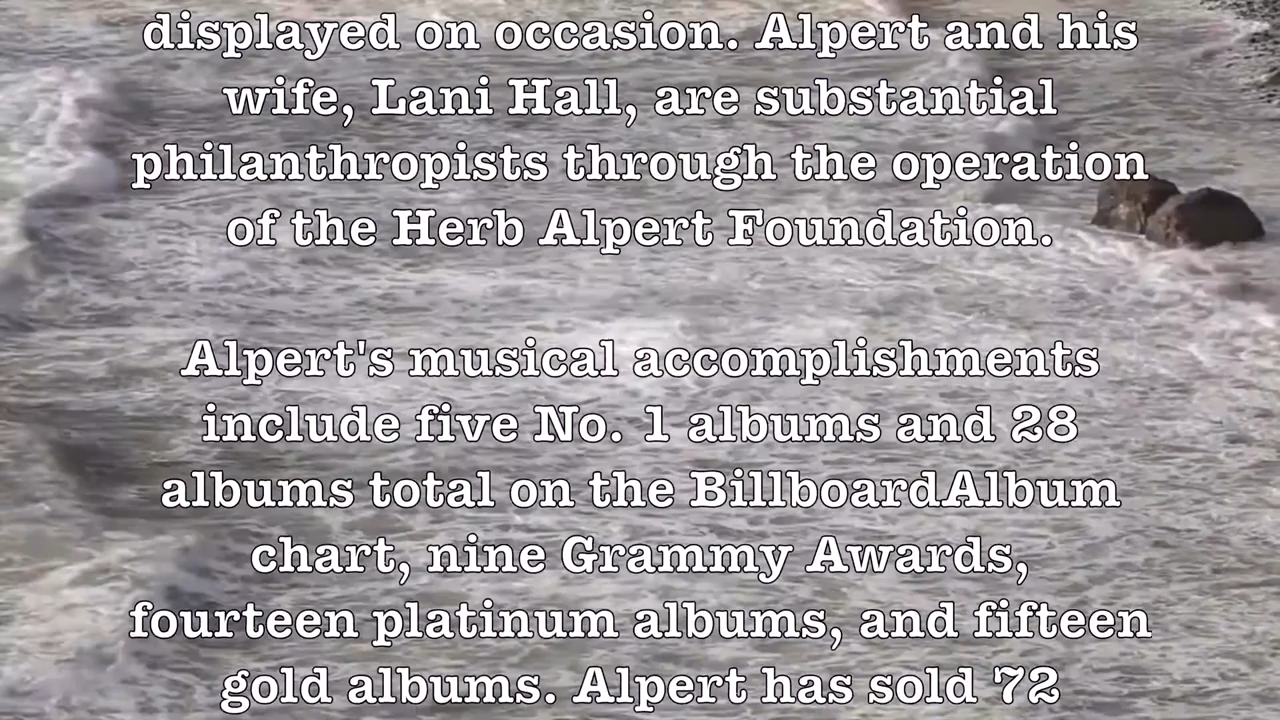 displayed on occasion. Alpert and his
wife, Lani Hall, are substantial
philanthropists through the operation
of the Herb Alpert Foundation.
Alpert's musical accomplishments
include five No. 1 albums and 28
albums total on the BillboardAlbum
chart, nine Grammy Awards,
fourteen platinum albums, and fifteen
gold albums. Alpert has sold 72